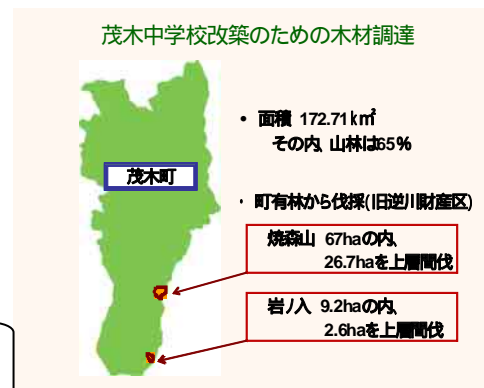 茂木中学校改築のための木材調達
• 面積 172.71k㎡
その内、山林は65%
茂木町
・ 町有林から伐採(旧逆川財産区)
焼森山 67haの内、
26.7haを上層間伐
岩ノ入 9.2haの内、
2.6haを上層間伐